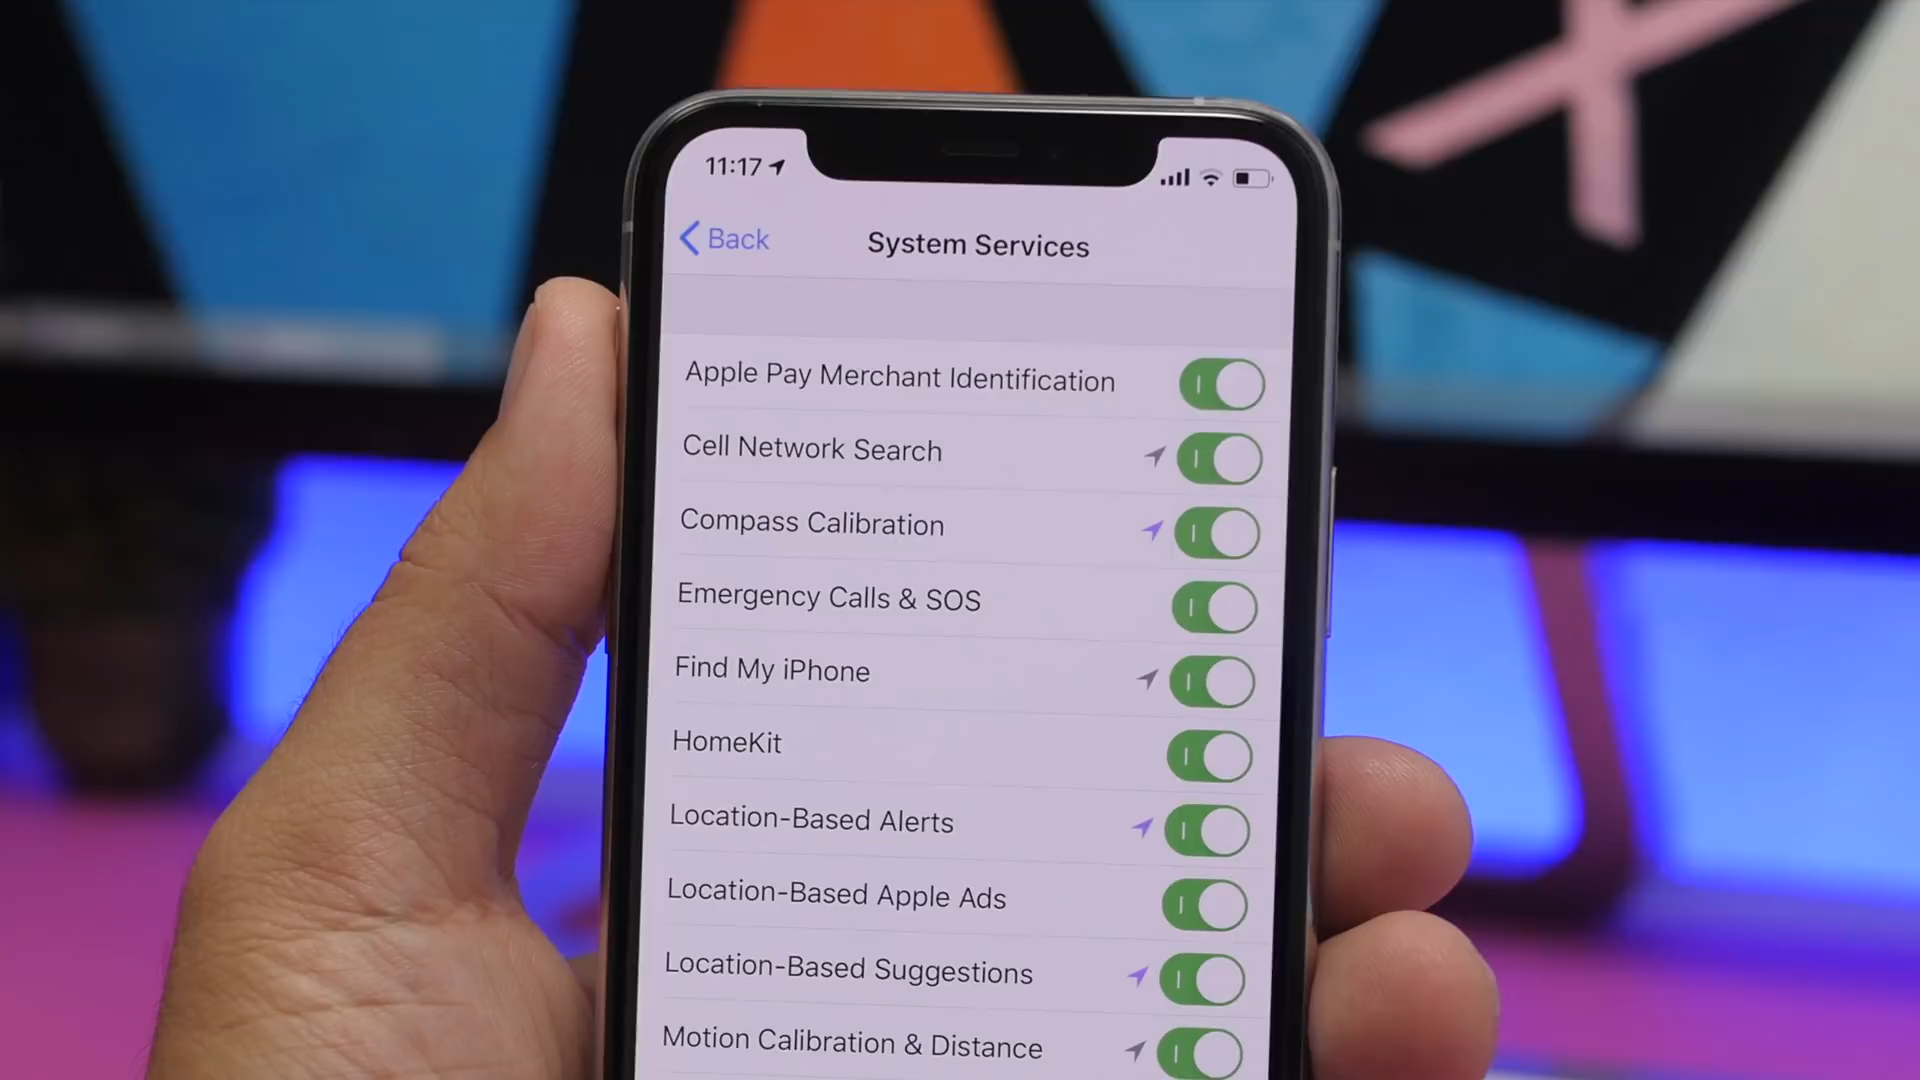 11:17
Back
System Services
Apple Pay Merchant Identification
Cell Network Search
Compass Calibration
Emergency Calls & SOS
Find My iPhone
HomeKit
Location-Based Alerts
Location-Based Apple Ads
Location-Based Suggestions
Motion Calibration & Distance